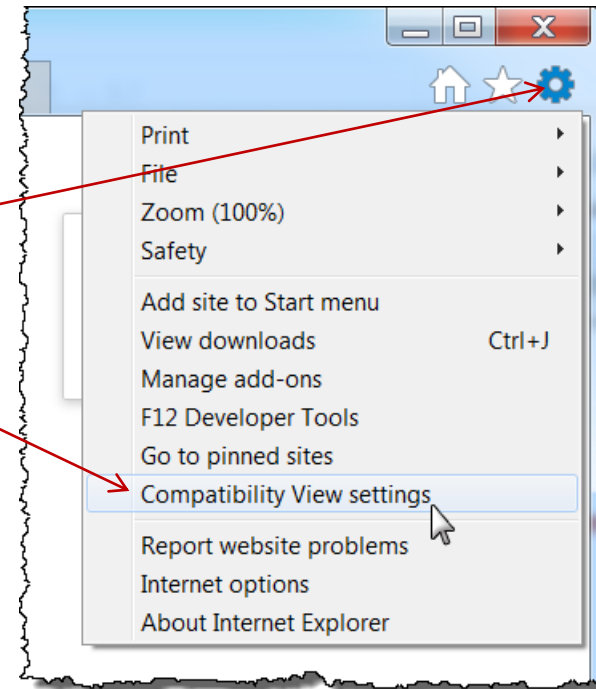 Print
File
Zoom (100%)
Safety
Add site to Start menu
View downloads Ctrl+J
Manage add-ons
F12 Developer Tools
Go to pinned sites
Compatibility View settings
Report website problems
Internet options
About Internet Explorer